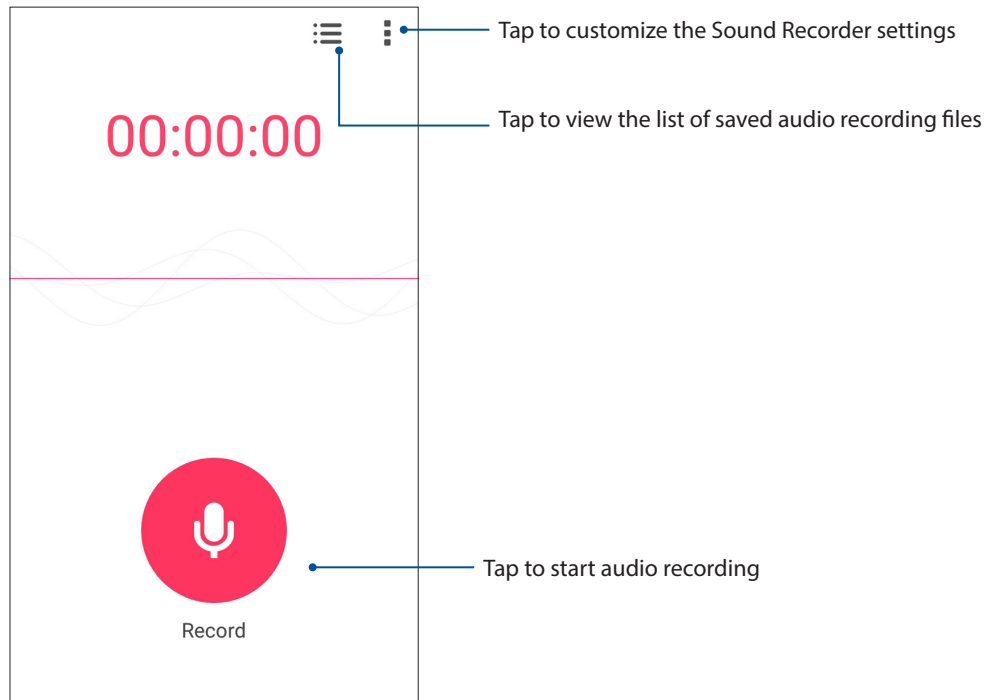 Tap to customize the Sound Recorder settings
Tap to view the list of saved audio recording files
00:00:00
Tap to start audio recording
Record